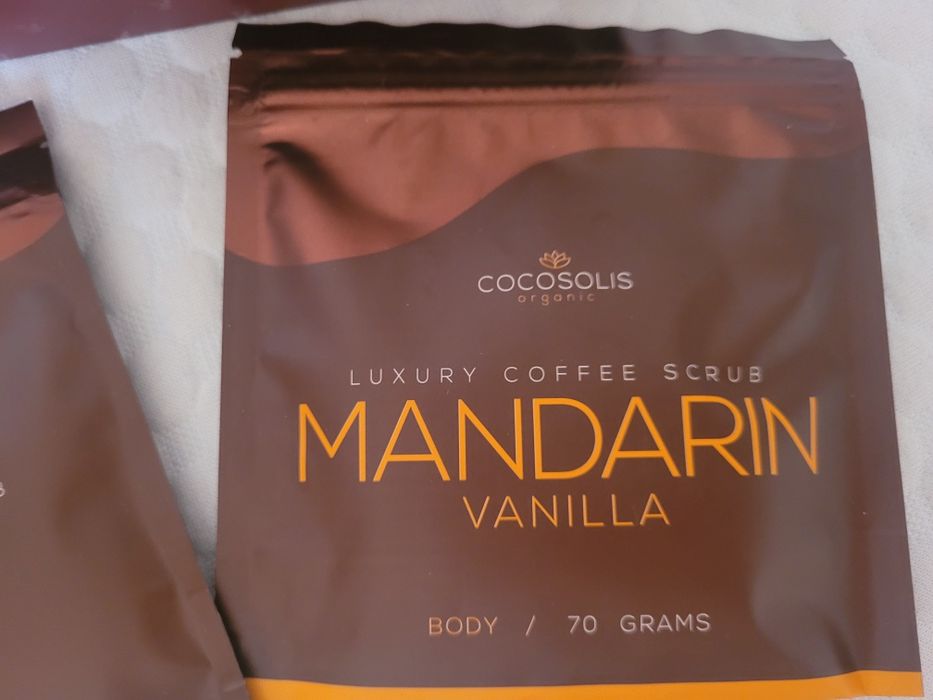 COCOSOLIS
organic
LUXURY COFFEE SCRUB
MANDARIN
VANILLA
BODY / 70 GRAMS